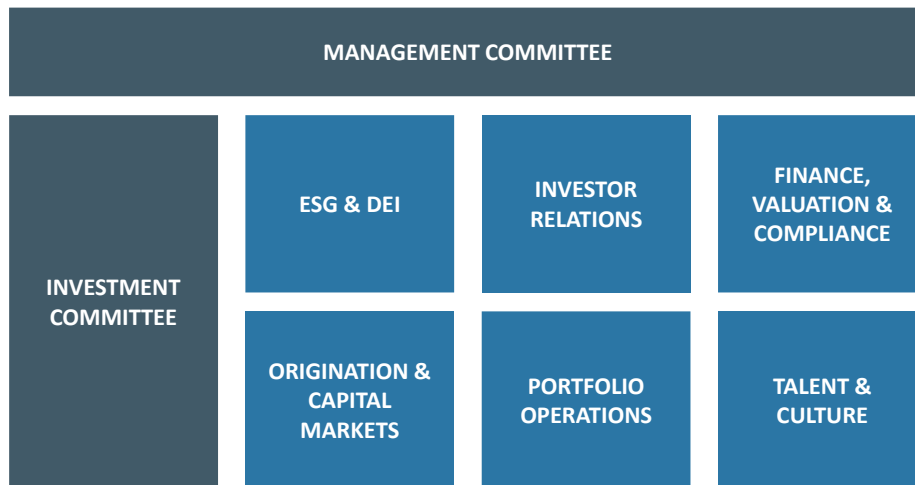 MANAGEMENT COMMITTEE
INVESTMENT
COMMITTEE
ESG & DEI
INVESTOR
RELATIONS
FINANCE,
VALUATION &
COMPLIANCE
ORIGINATION &
CAPITAL
MARKETS
PORTFOLIO
OPERATIONS
TALENT &
CULTURE